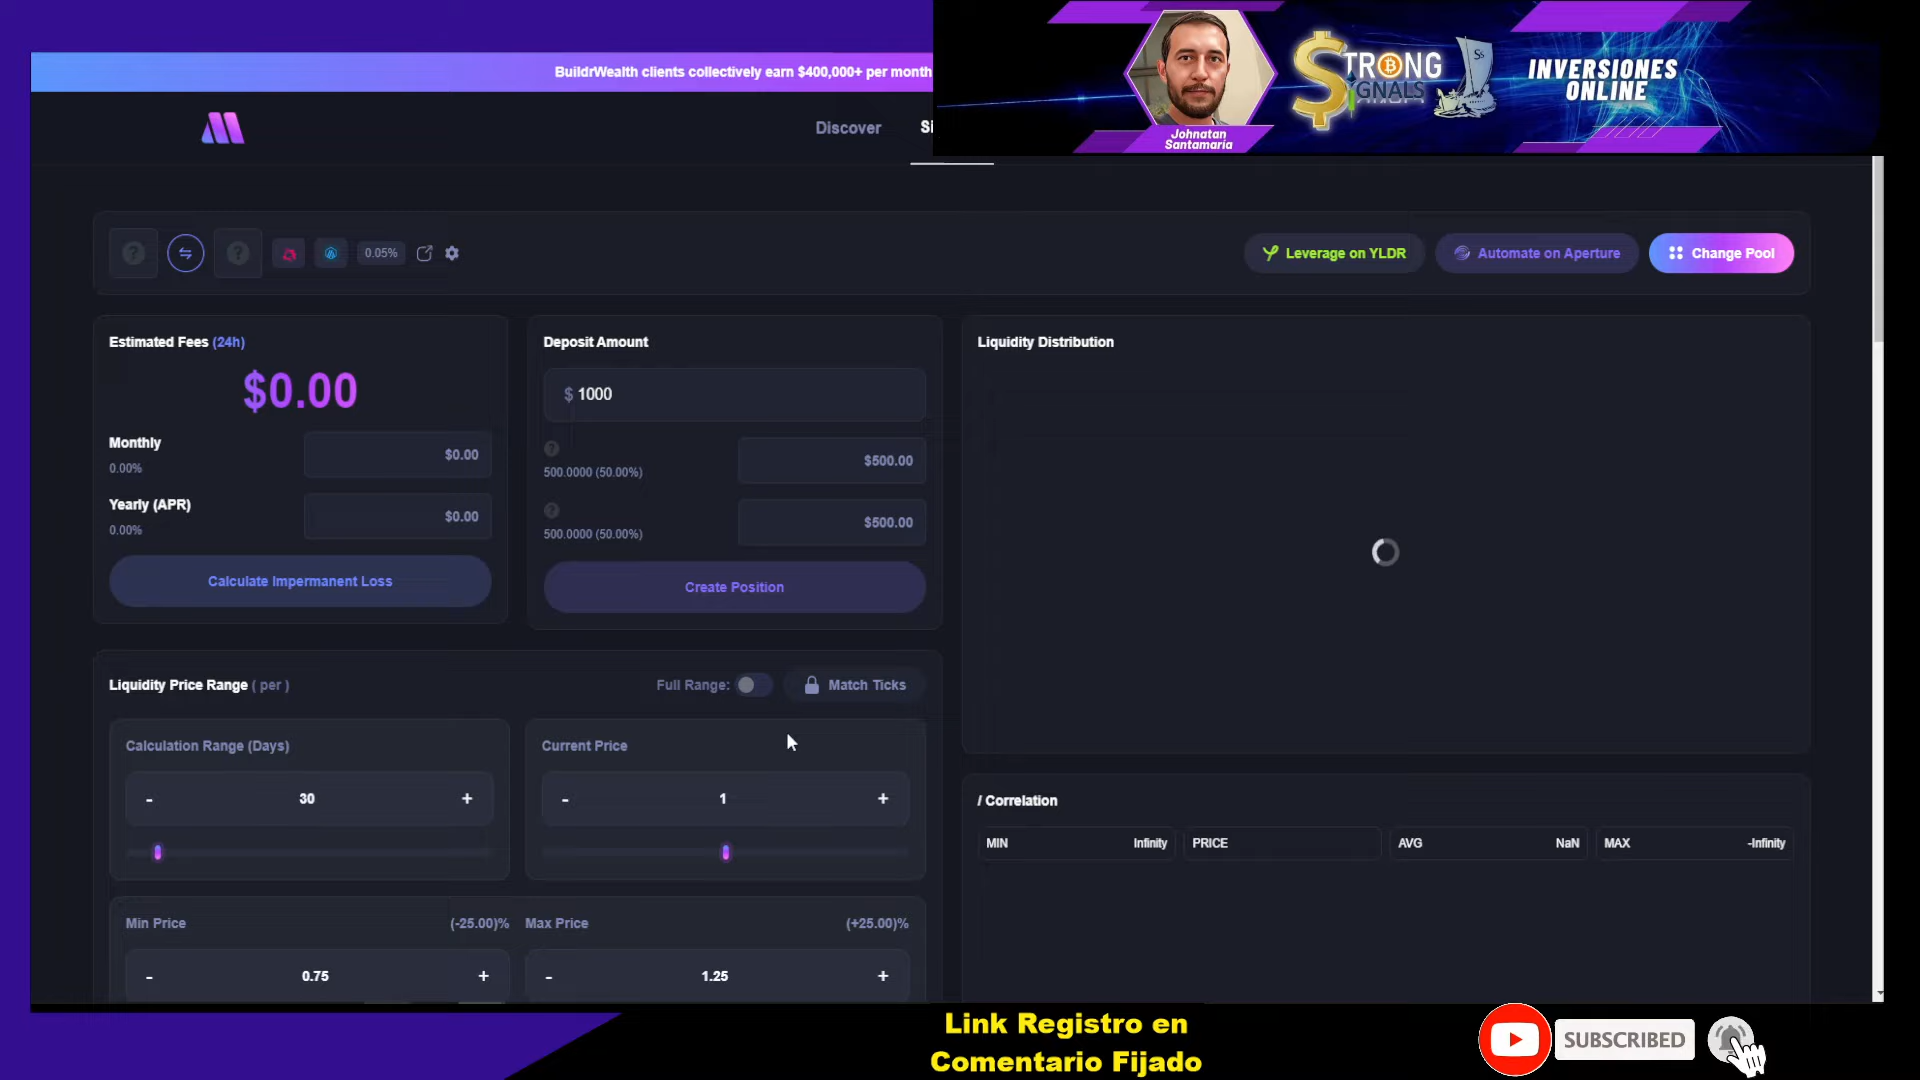 BuildrWealth clients collectively earn $400,000+ per month
Discover
Si
Johnatan
Santamaria
$TRONG
$IGNALS
INVERSIONES
ONLINE
0.05%
Leverage on YLDR
Automate on Aperture
Change Pool
Estimated Fees (24h)
$0.00
Monthly
0.00%
$0.00
Yearly (APR)
0.00%
$0.00
Calculate Impermanent Loss
Deposit Amount
$ 1000
500.0000 (50.00%)
$500.00
500.0000 (50.00%)
$500.00
Create Position
Liquidity Distribution
Liquidity Price Range ( per )
Full Range:
Match Ticks
Calculation Range (Days)
- 30 +
Current Price
- 1 +
Min Price (-25.00)%
- 0.75 +
Max Price (+25.00)%
- 1.25 +
/ Correlation
MIN Infinity
PRICE
AVG NaN
MAX -Infinity
Link Registro en
Comentario Fijado
SUBSCRIBED